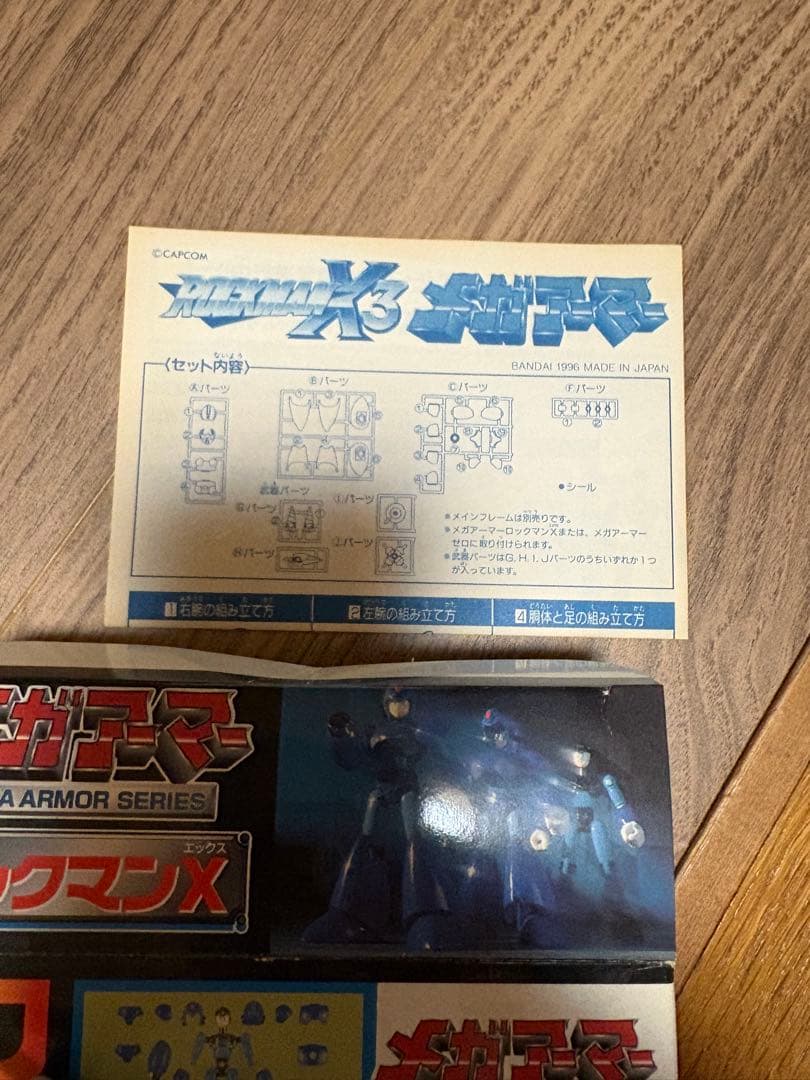 ©CAPCOM
ROCKMAN X3 メガアーマー
BANDAI 1996 MADE IN JAPAN
〈セット内容〉
ないよう
Ⓐパーツ
Ⓑパーツ
Ⓒパーツ
Ⓕパーツ
●シール
武器パーツ
Ⓖパーツ
Ⓗパーツ
Ⓘパーツ
Ⓙパーツ
※メインフレームは別売りです。
※メガアーマーロックマンXまたは、メガアーマー
ゼロに取り付けられます。
※武器パーツはG、H、I、Jパーツのうちいずれか1つ
が入っています。
1 右腕の組み立て方
2 左腕の組み立て方
4 胴体と足の組み立て方
ガアーマー
A ARMOR SERIES
エックス
ックマンX
メガアーマー